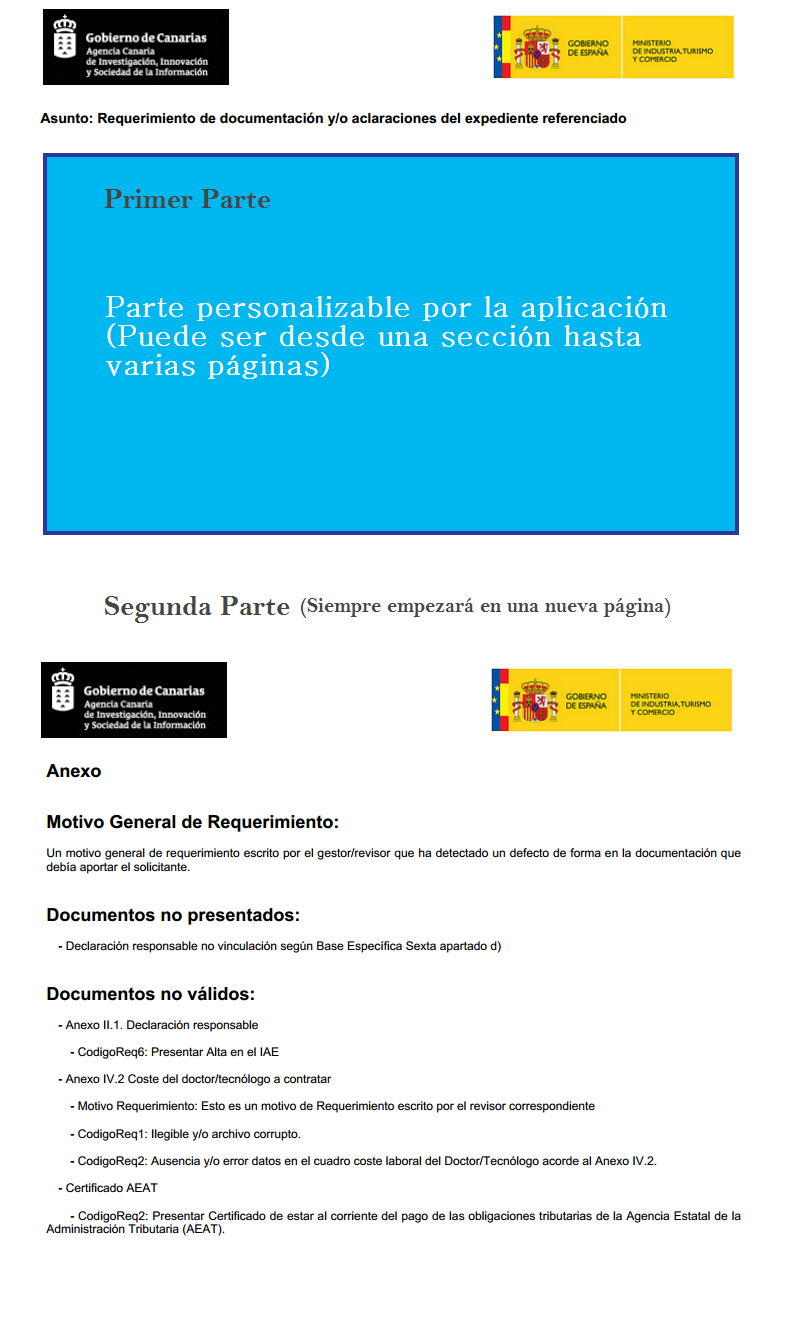 Gobierno de Canarias
Agencia Canaria
de Investigación, Innovación
y Sociedad de la Información
GOBIERNO
DE ESPAÑA
MINISTERIO
DE INDUSTRIA, TURISMO
Y COMERCIO
Asunto: Requerimiento de documentación y/o aclaraciones del expediente referenciado
Primer Parte
Parte personalizable por la aplicación
(Puede ser desde una sección hasta
varias páginas)
Segunda Parte (Siempre empezará en una nueva página)
Gobierno de Canarias
Agencia Canaria
de Investigación, Innovación
y Sociedad de la Información
GOBIERNO
DE ESPAÑA
MINISTERIO
DE INDUSTRIA, TURISMO
Y COMERCIO
Anexo
Motivo General de Requerimiento:
Un motivo general de requerimiento escrito por el gestor/revisor que ha detectado un defecto de forma en la documentación que
debía aportar el solicitante.
Documentos no presentados:
- Declaración responsable no vinculación según Base Específica Sexta apartado d)
Documentos no válidos:
- Anexo II.1. Declaración responsable
- CodigoReq6: Presentar Alta en el IAE
- Anexo IV.2 Coste del doctor/tecnólogo a contratar
- Motivo Requerimiento: Esto es un motivo de Requerimiento escrito por el revisor correspondiente
- CodigoReq1: Ilegible y/o archivo corrupto.
- CodigoReq2: Ausencia y/o error datos en el cuadro coste laboral del Doctor/Tecnólogo acorde al Anexo IV.2.
- Certificado AEAT
- CodigoReq2: Presentar Certificado de estar al corriente del pago de las obligaciones tributarias de la Agencia Estatal de la
Administración Tributaria (AEAT).